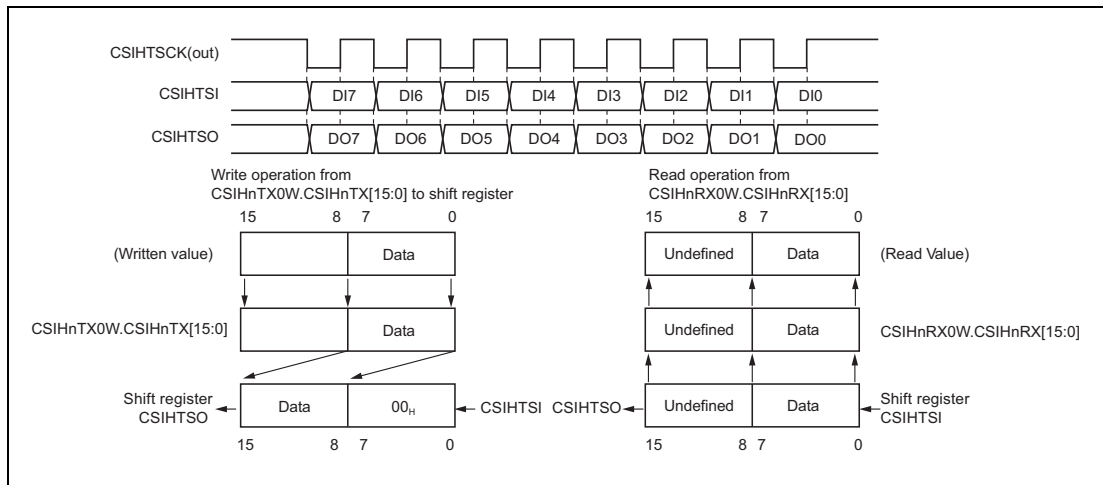 CSIHTSCK(out)
CSIHTSI DI7 DI6 DI5 DI4 DI3 DI2 DI1 DI0
CSIHTSO DO7 DO6 DO5 DO4 DO3 DO2 DO1 DO0
Write operation from
CSIHnTX0W.CSIHnTX[15:0] to shift register
15 8 7 0
(Written value) Data
CSIHnTX0W.CSIHnTX[15:0] Data
Shift register
CSIHTSO Data 00H CSIHTSI
15 8 7 0
Read operation from
CSIHnRX0W.CSIHnRX[15:0]
15 8 7 0
Undefined Data (Read Value)
Undefined Data CSIHnRX0W.CSIHnRX[15:0]
CSIHTSO Undefined Data Shift register
CSIHTSI
15 8 7 0